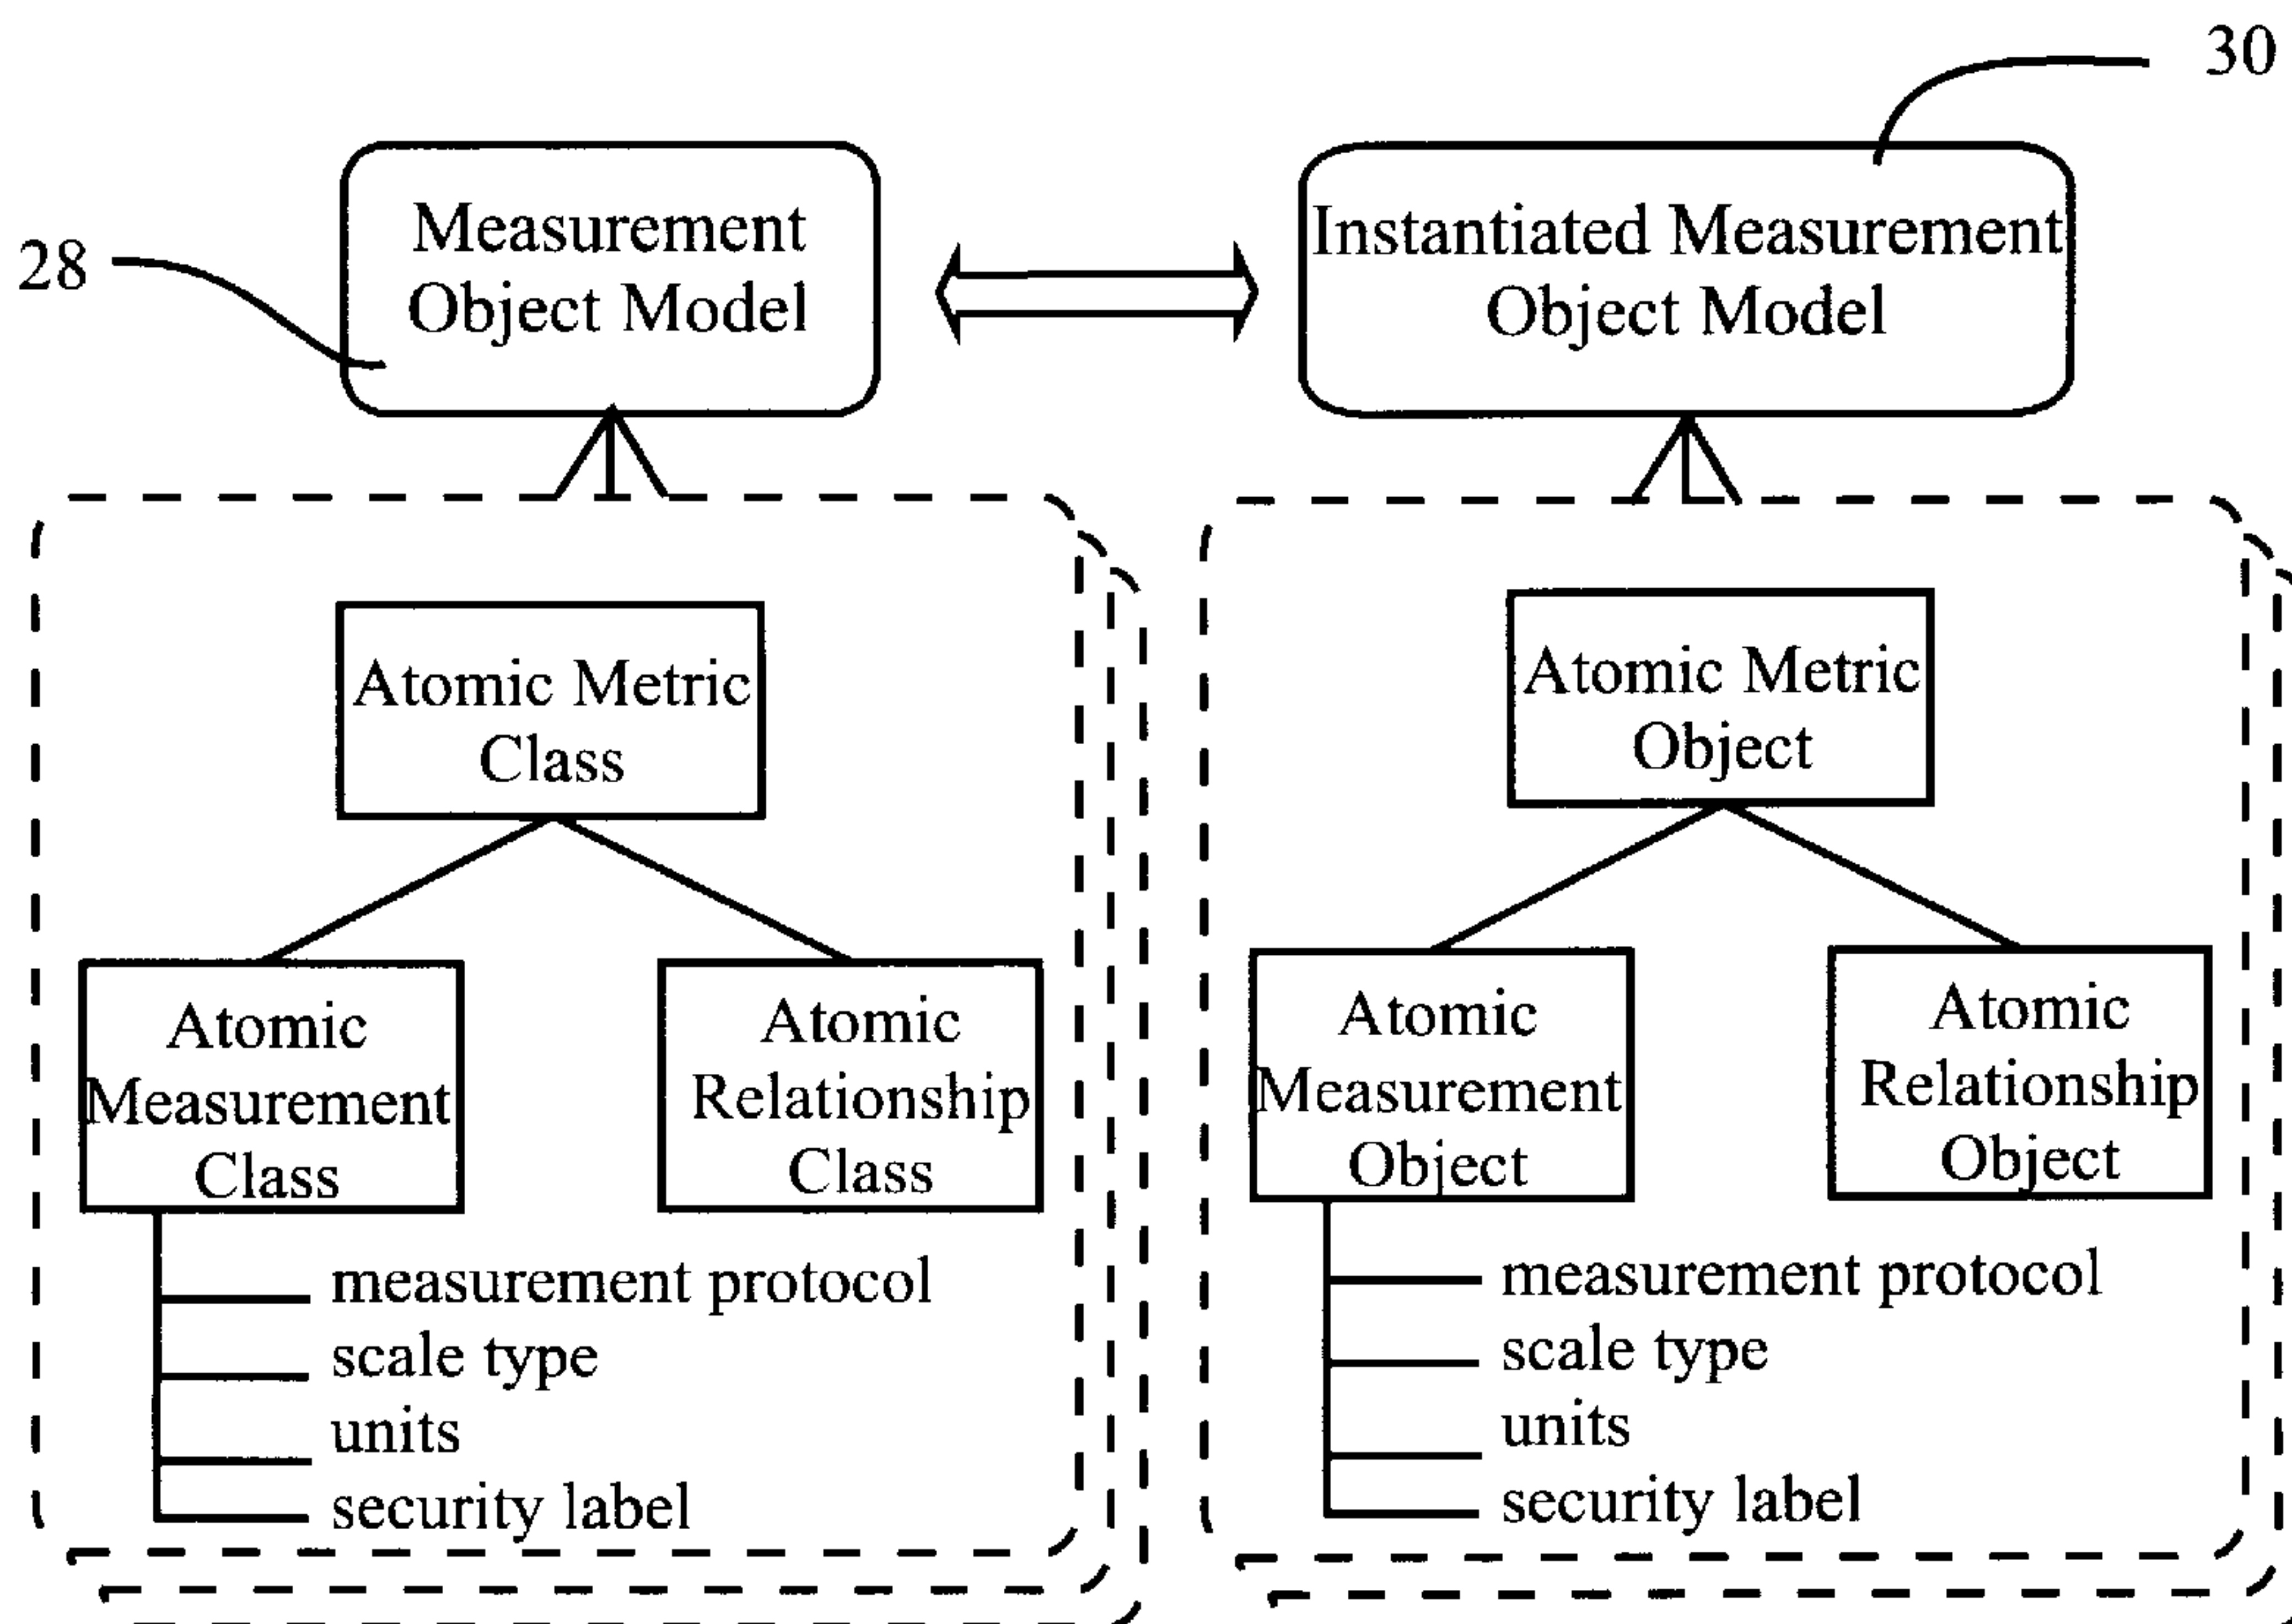 30
28
Measurement
Object Model
Instantiated Measurement
Object Model
Atomic Metric
Class
Atomic
Measurement
Class
Atomic
Relationship
Class
measurement protocol
scale type
units
security label
Atomic Metric
Object
Atomic
Measurement
Object
Atomic
Relationship
Object
measurement protocol
scale type
units
security label